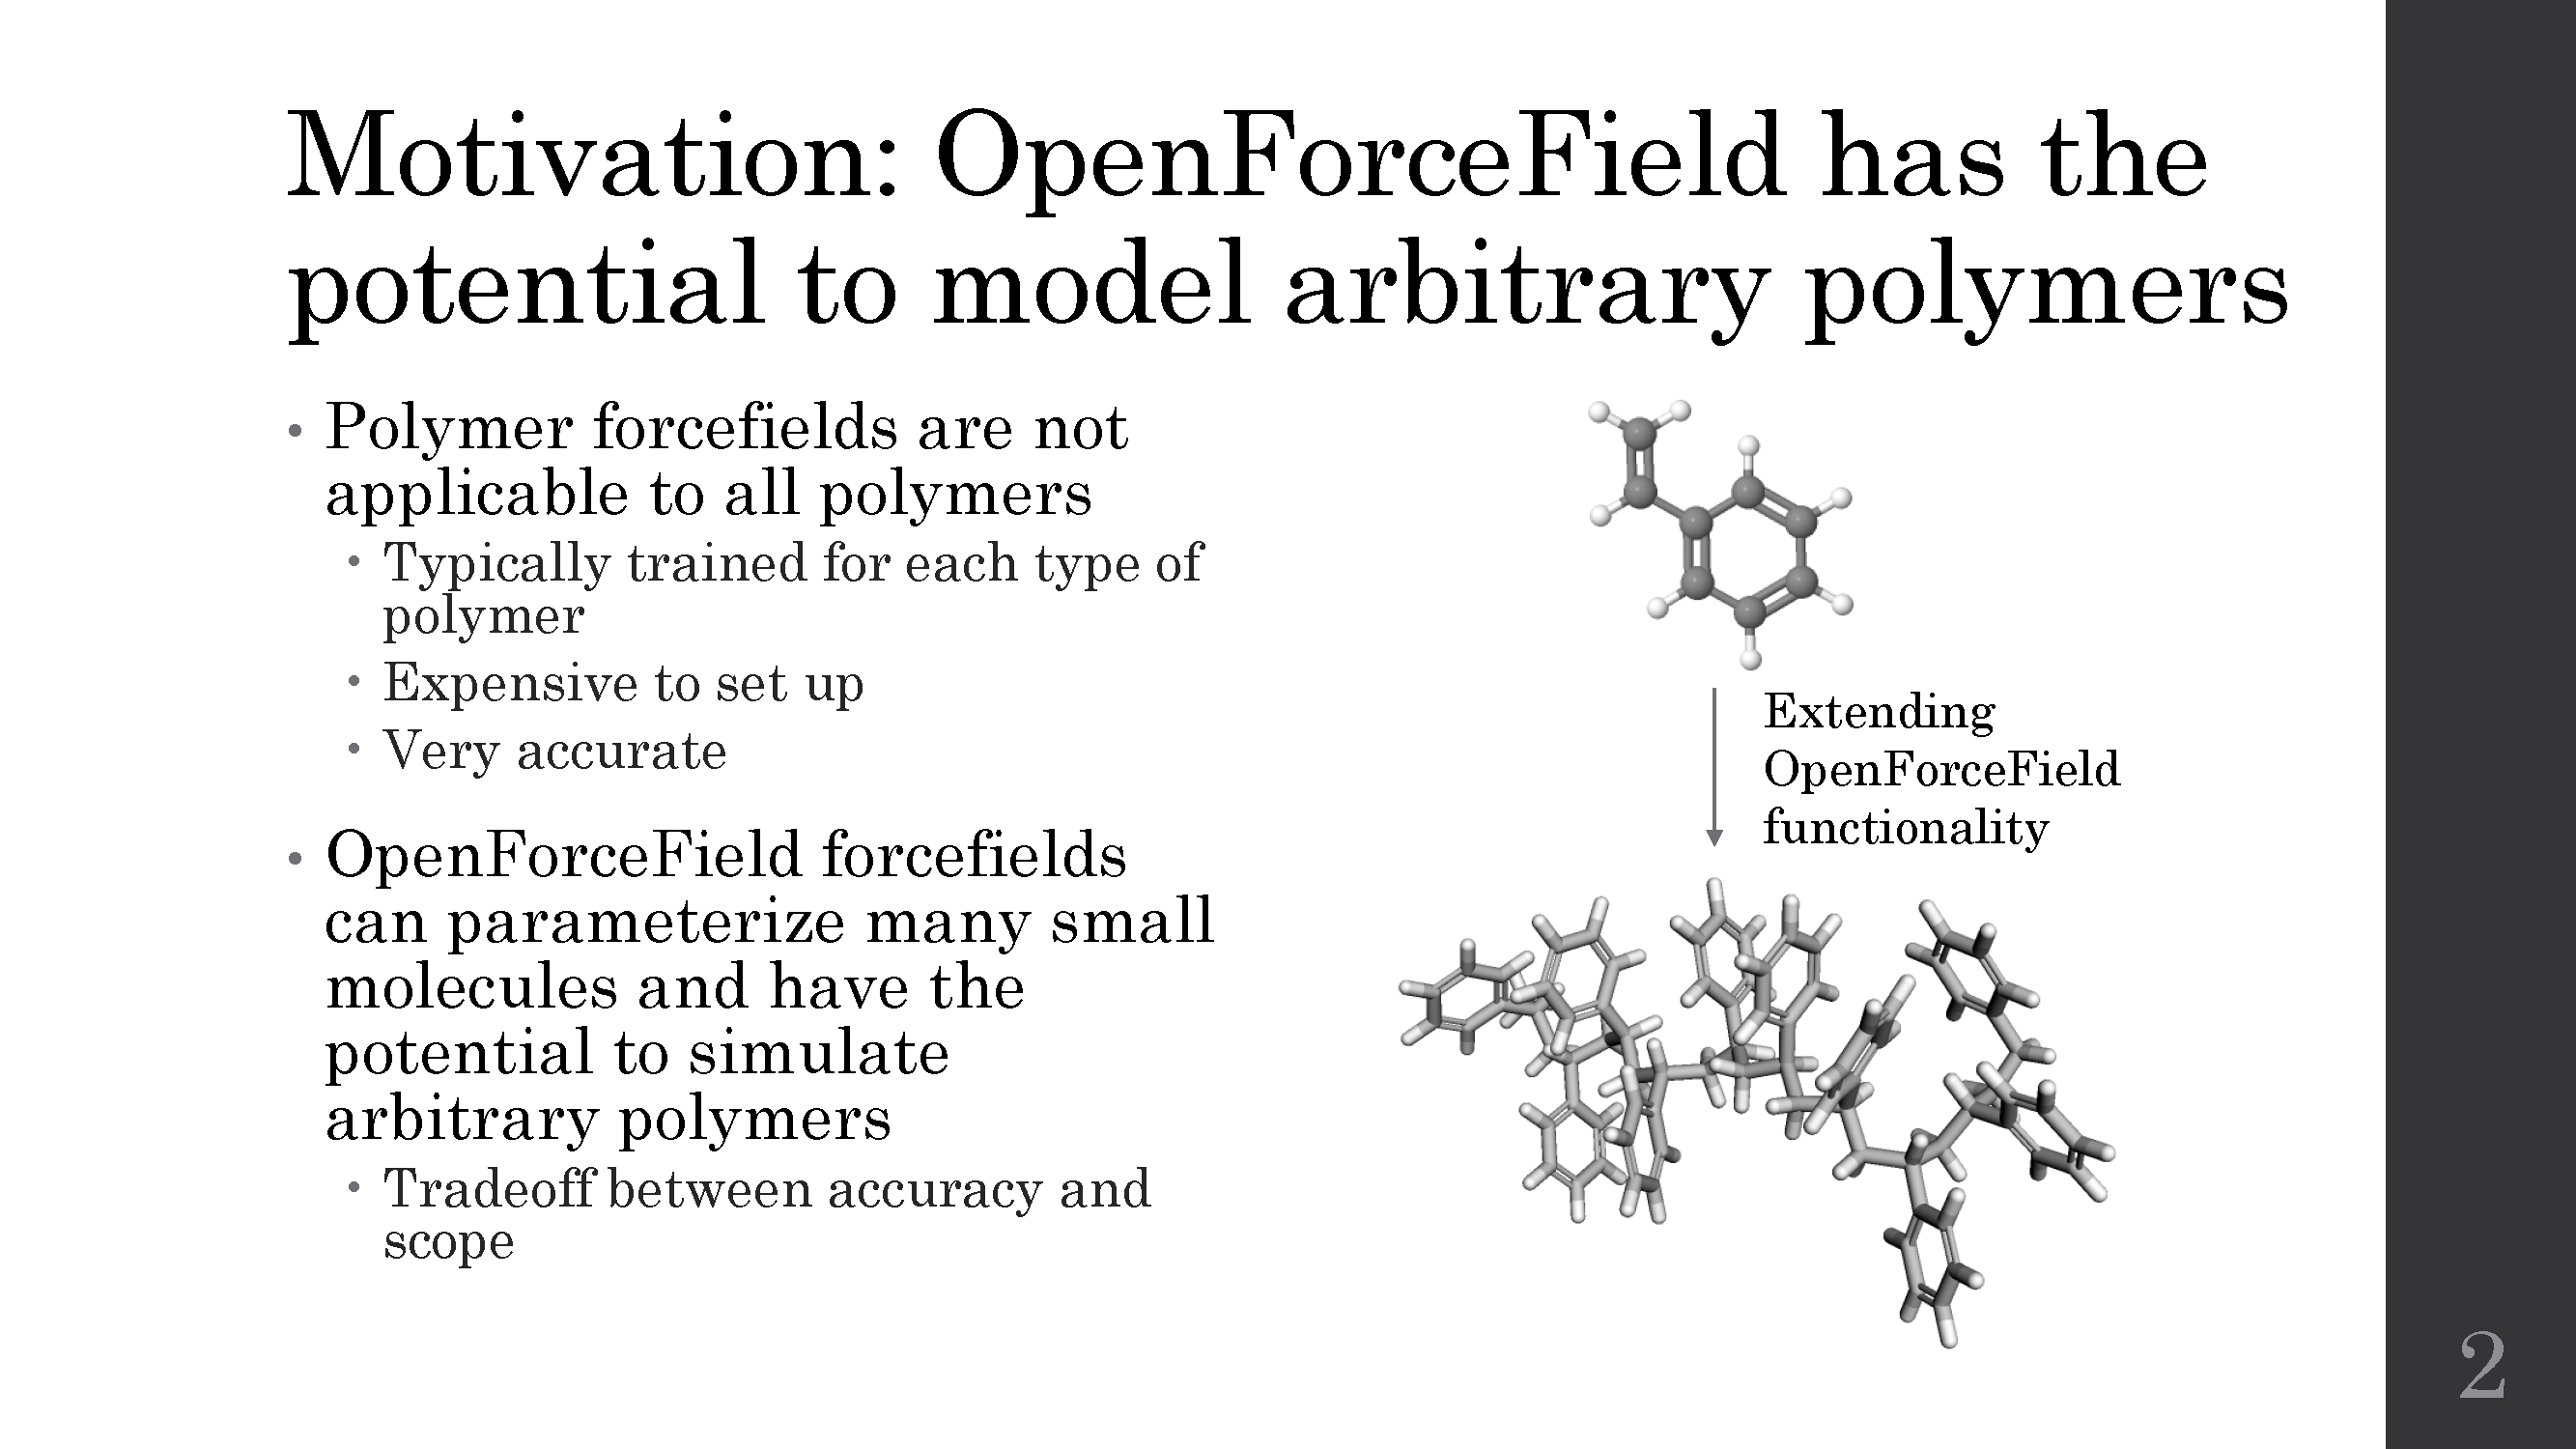 Motivation: OpenForceField has the
potential to model arbitrary polymers
• Polymer forcefields are not
applicable to all polymers
• Typically trained for each type of
polymer
• Expensive to set up
• Very accurate
• OpenForceField forcefields
can parameterize many small
molecules and have the
potential to simulate
arbitrary polymers
• Tradeoff between accuracy and
scope
Extending
OpenForceField
functionality
2